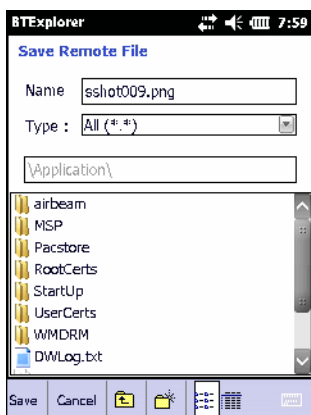 BTExplorer 7:59
Save Remote File
Name sshot009.png
Type : All (*.*)
\Application\
airbeam
MSP
Pacstore
RootCerts
StartUp
UserCerts
WMDRM
DWLog.txt
Save Cancel